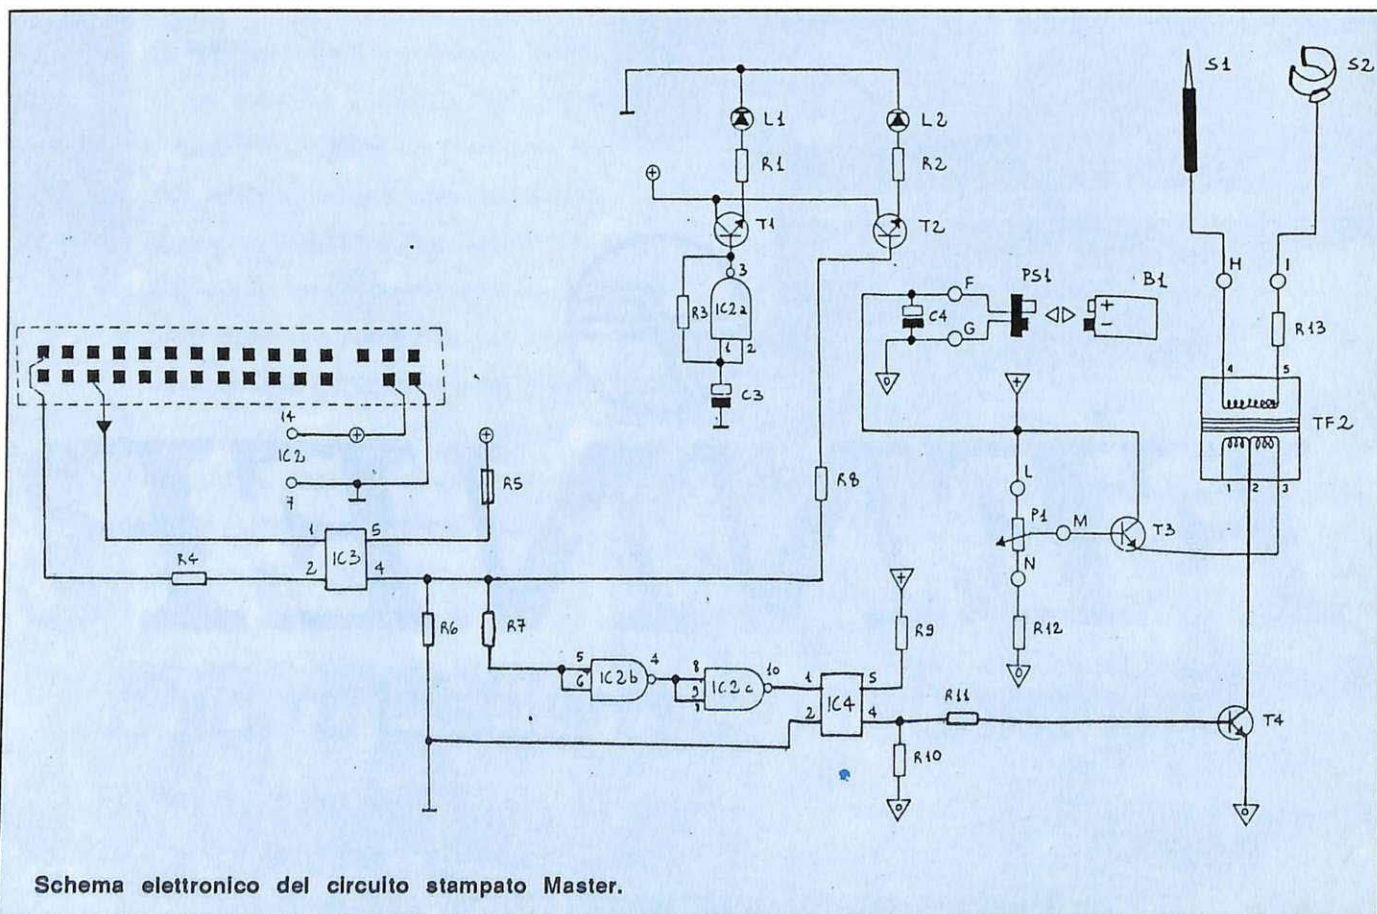 S1
S2
L1
L2
R1
R2
T1
T2
3
IC2a
R3
1 2
C3
F
G
C4
PS1
B1
+
−
H
I
R13
4 5
TF2
1 2 3
14
IC2
7
R5
R8
L
P1
M
N
T3
R12
R4
1
2
IC3
5
4
R6
R7
5
6
IC2b
4
8
9
IC2c
10
1
2
IC4
5
4
R9
R10
R11
T4
Schema elettronico del circuito stampato Master.